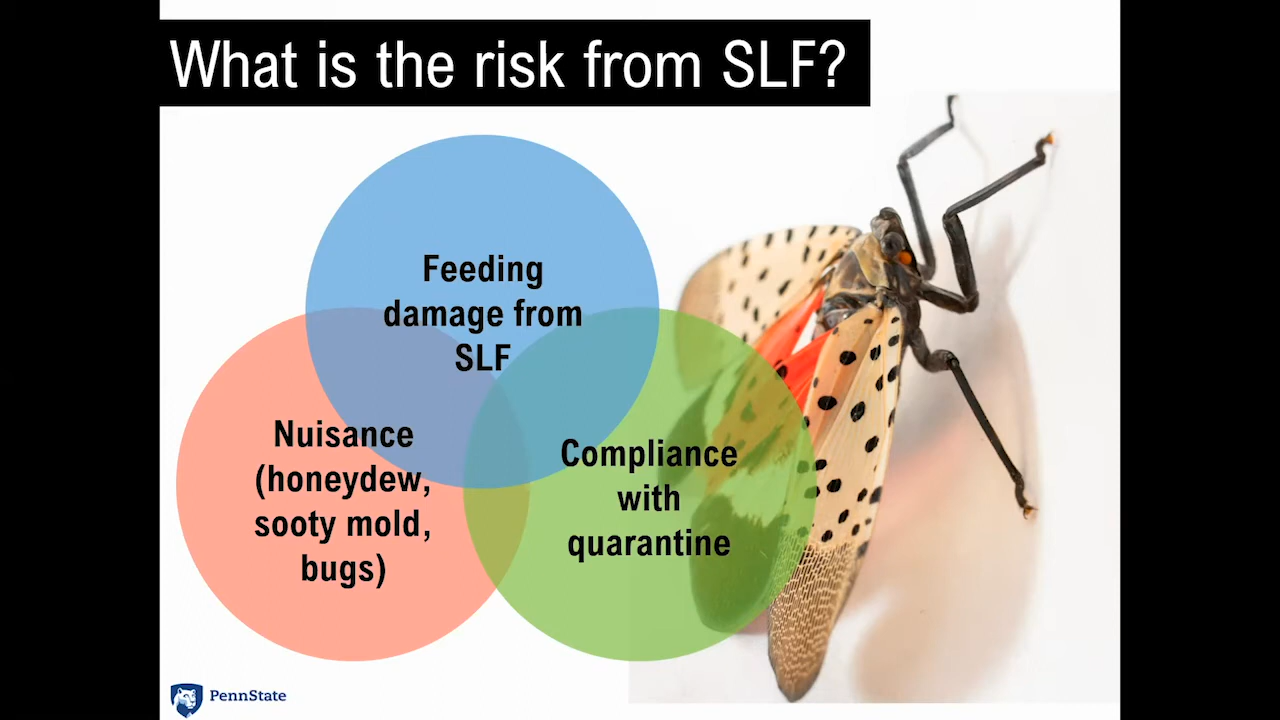 What is the risk from SLF?
Feeding
damage from
SLF
Nuisance
(honeydew,
sooty mold,
bugs)
Compliance
with
quarantine
PennState